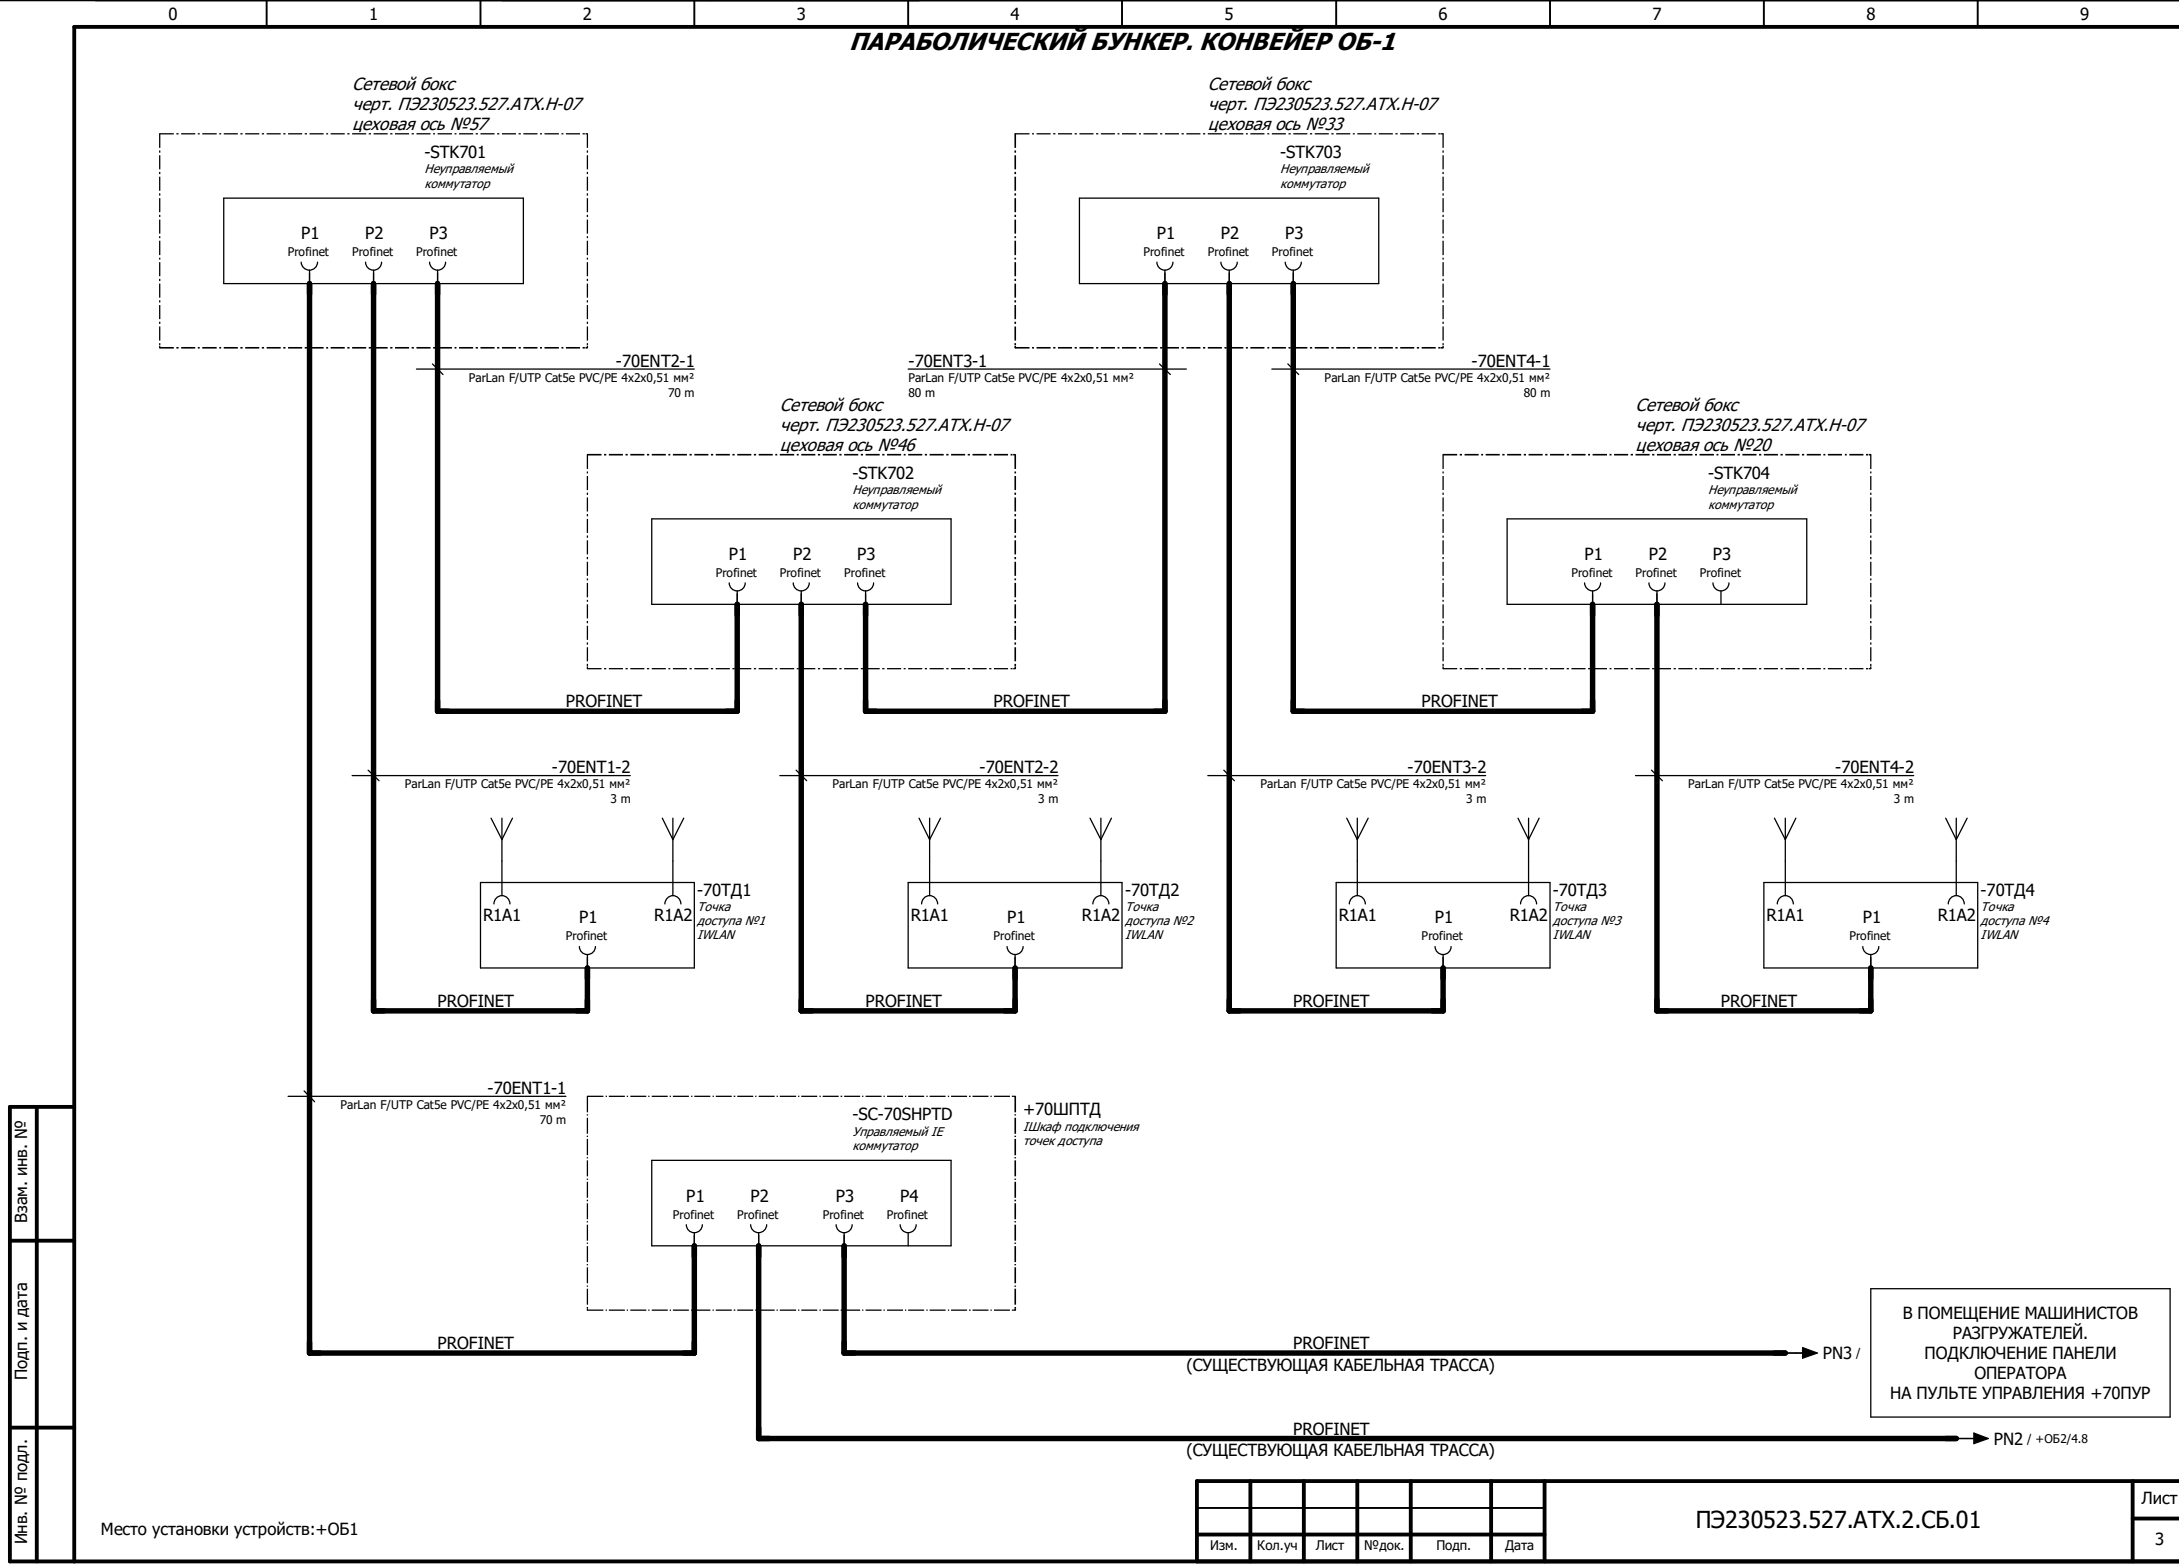 0 1 2 3 4 5 6 7 8 9
ПАРАБОЛИЧЕСКИЙ БУНКЕР. КОНВЕЙЕР ОБ-1
Сетевой бокс
черт. ПЭ230523.527.АТХ.Н-07
цеховая ось №57
-STK701
Неуправляемый
коммутатор
P1 P2 P3
Profinet Profinet Profinet
Сетевой бокс
черт. ПЭ230523.527.АТХ.Н-07
цеховая ось №33
-STK703
Неуправляемый
коммутатор
P1 P2 P3
Profinet Profinet Profinet
-70ENT2-1
ParLan F/UTP Cat5e PVC/PE 4x2x0,51 мм²
70 m
-70ENT3-1
ParLan F/UTP Cat5e PVC/PE 4x2x0,51 мм²
80 m
-70ENT4-1
ParLan F/UTP Cat5e PVC/PE 4x2x0,51 мм²
80 m
Сетевой бокс
черт. ПЭ230523.527.АТХ.Н-07
цеховая ось №46
-STK702
Неуправляемый
коммутатор
P1 P2 P3
Profinet Profinet Profinet
Сетевой бокс
черт. ПЭ230523.527.АТХ.Н-07
цеховая ось №20
-STK704
Неуправляемый
коммутатор
P1 P2 P3
Profinet Profinet Profinet
PROFINET PROFINET PROFINET
-70ENT1-2
ParLan F/UTP Cat5e PVC/PE 4x2x0,51 мм²
3 m
-70ENT2-2
ParLan F/UTP Cat5e PVC/PE 4x2x0,51 мм²
3 m
-70ENT3-2
ParLan F/UTP Cat5e PVC/PE 4x2x0,51 мм²
3 m
-70ENT4-2
ParLan F/UTP Cat5e PVC/PE 4x2x0,51 мм²
3 m
R1A1 P1 R1A2
Profinet
-70ТД1
Точка
доступа №1
IWLAN
R1A1 P1 R1A2
Profinet
-70ТД2
Точка
доступа №2
IWLAN
R1A1 P1 R1A2
Profinet
-70ТД3
Точка
доступа №3
IWLAN
R1A1 P1 R1A2
Profinet
-70ТД4
Точка
доступа №4
IWLAN
PROFINET PROFINET PROFINET PROFINET
-70ENT1-1
ParLan F/UTP Cat5e PVC/PE 4x2x0,51 мм²
70 m
-SC-70SHPTD
Управляемый IE
коммутатор
+70ШПТД
IШкаф подключения
точек доступа
P1 P2 P3 P4
Profinet Profinet Profinet Profinet
PROFINET
PROFINET
(СУЩЕСТВУЮЩАЯ КАБЕЛЬНАЯ ТРАССА)
PN3 /
В ПОМЕЩЕНИЕ МАШИНИСТОВ
РАЗГРУЖАТЕЛЕЙ.
ПОДКЛЮЧЕНИЕ ПАНЕЛИ
ОПЕРАТОРА
НА ПУЛЬТЕ УПРАВЛЕНИЯ +70ПУР
PROFINET
(СУЩЕСТВУЮЩАЯ КАБЕЛЬНАЯ ТРАССА)
PN2 / +ОБ2/4.8
Взам. инв. №
Подп. и дата
Инв. № подл.
Место установки устройств:+ОБ1
Изм. Кол.уч Лист №док. Подп. Дата
ПЭ230523.527.АТХ.2.СБ.01
Лист
3